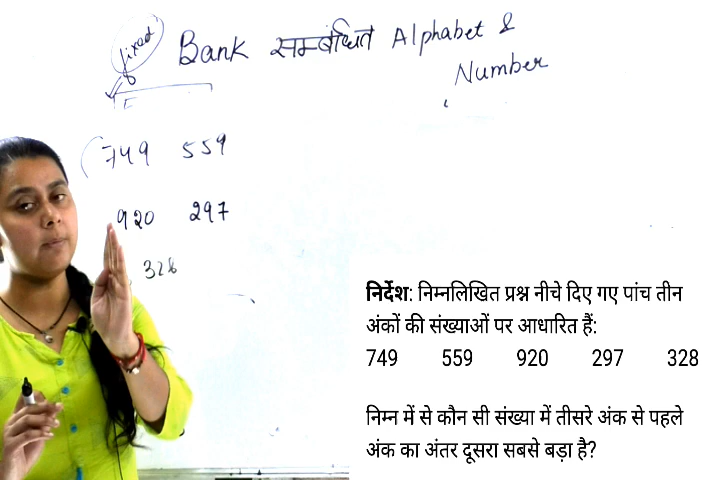 fixed
Bank सम्बंधित Alphabet &
Number
E
749 559
920 297
328
निर्देश: निम्नलिखित प्रश्न नीचे दिए गए पांच तीन
अंकों की संख्याओं पर आधारित हैं:
749 559 920 297 328
निम्न में से कौन सी संख्या में तीसरे अंक से पहले
अंक का अंतर दूसरा सबसे बड़ा है?